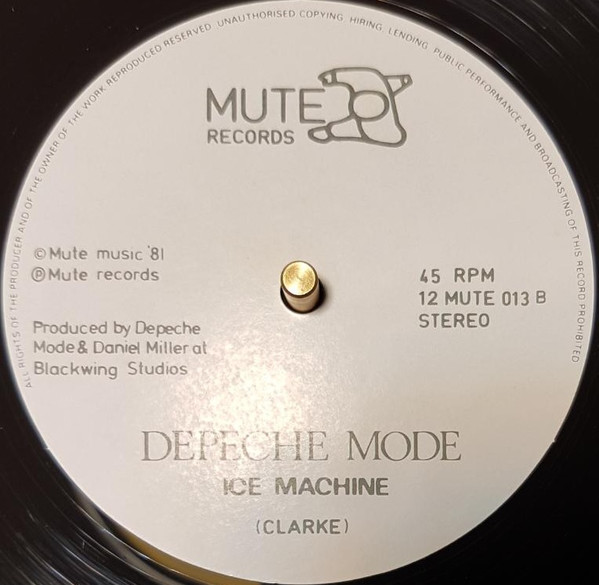 ALL RIGHTS OF THE PRODUCER AND OF THE OWNER OF THE WORK REPRODUCED RESERVED UNAUTHORISED COPYING, HIRING, LENDING, PUBLIC PERFORMANCE AND BROADCASTING OF THIS RECORD PROHIBITED
MUTE
RECORDS
©Mute music '81
℗Mute records
45 RPM
12 MUTE 013 B
STEREO
Produced by Depeche
Mode & Daniel Miller at
Blackwing Studios
DEPECHE MODE
ICE MACHINE
(CLARKE)